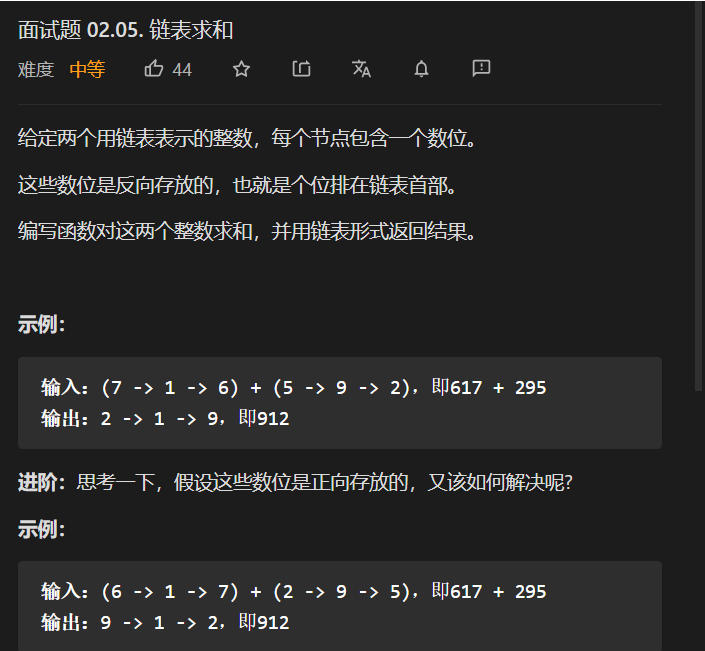 面试题 02.05. 链表求和
难度 中等 44
给定两个用链表表示的整数，每个节点包含一个数位。
这些数位是反向存放的，也就是个位排在链表首部。
编写函数对这两个整数求和，并用链表形式返回结果。
示例：
输入：(7 -> 1 -> 6) + (5 -> 9 -> 2)，即617 + 295
输出：2 -> 1 -> 9，即912
进阶：思考一下，假设这些数位是正向存放的，又该如何解决呢?
示例：
输入：(6 -> 1 -> 7) + (2 -> 9 -> 5)，即617 + 295
输出：9 -> 1 -> 2，即912